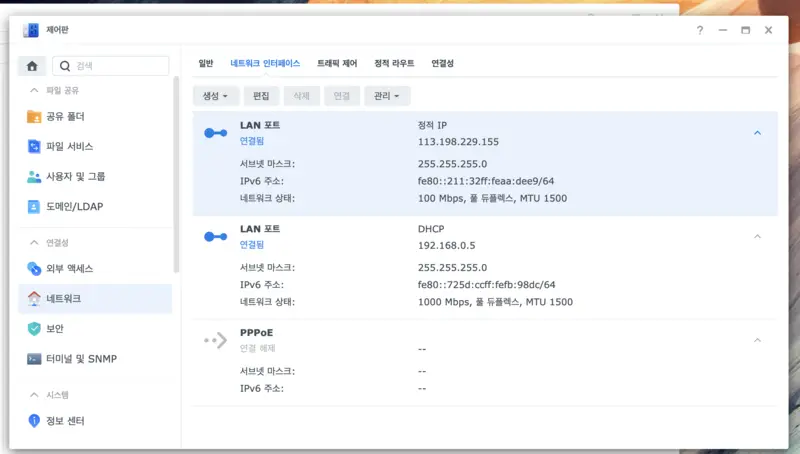 제어판
?
검색
파일 공유
공유 폴더
파일 서비스
사용자 및 그룹
도메인/LDAP
연결성
외부 액세스
네트워크
보안
터미널 및 SNMP
시스템
정보 센터
일반 네트워크 인터페이스 트래픽 제어 정적 라우트 연결성
생성 편집 삭제 연결 관리
LAN 포트 정적 IP
연결됨 113.198.229.155
서브넷 마스크: 255.255.255.0
IPv6 주소: fe80::211:32ff:feaa:dee9/64
네트워크 상태: 100 Mbps, 풀 듀플렉스, MTU 1500
LAN 포트 DHCP
연결됨 192.168.0.5
서브넷 마스크: 255.255.255.0
IPv6 주소: fe80::725d:ccff:fefb:98dc/64
네트워크 상태: 1000 Mbps, 풀 듀플렉스, MTU 1500
PPPoE
연결 해제 --
서브넷 마스크: --
IPv6 주소: --